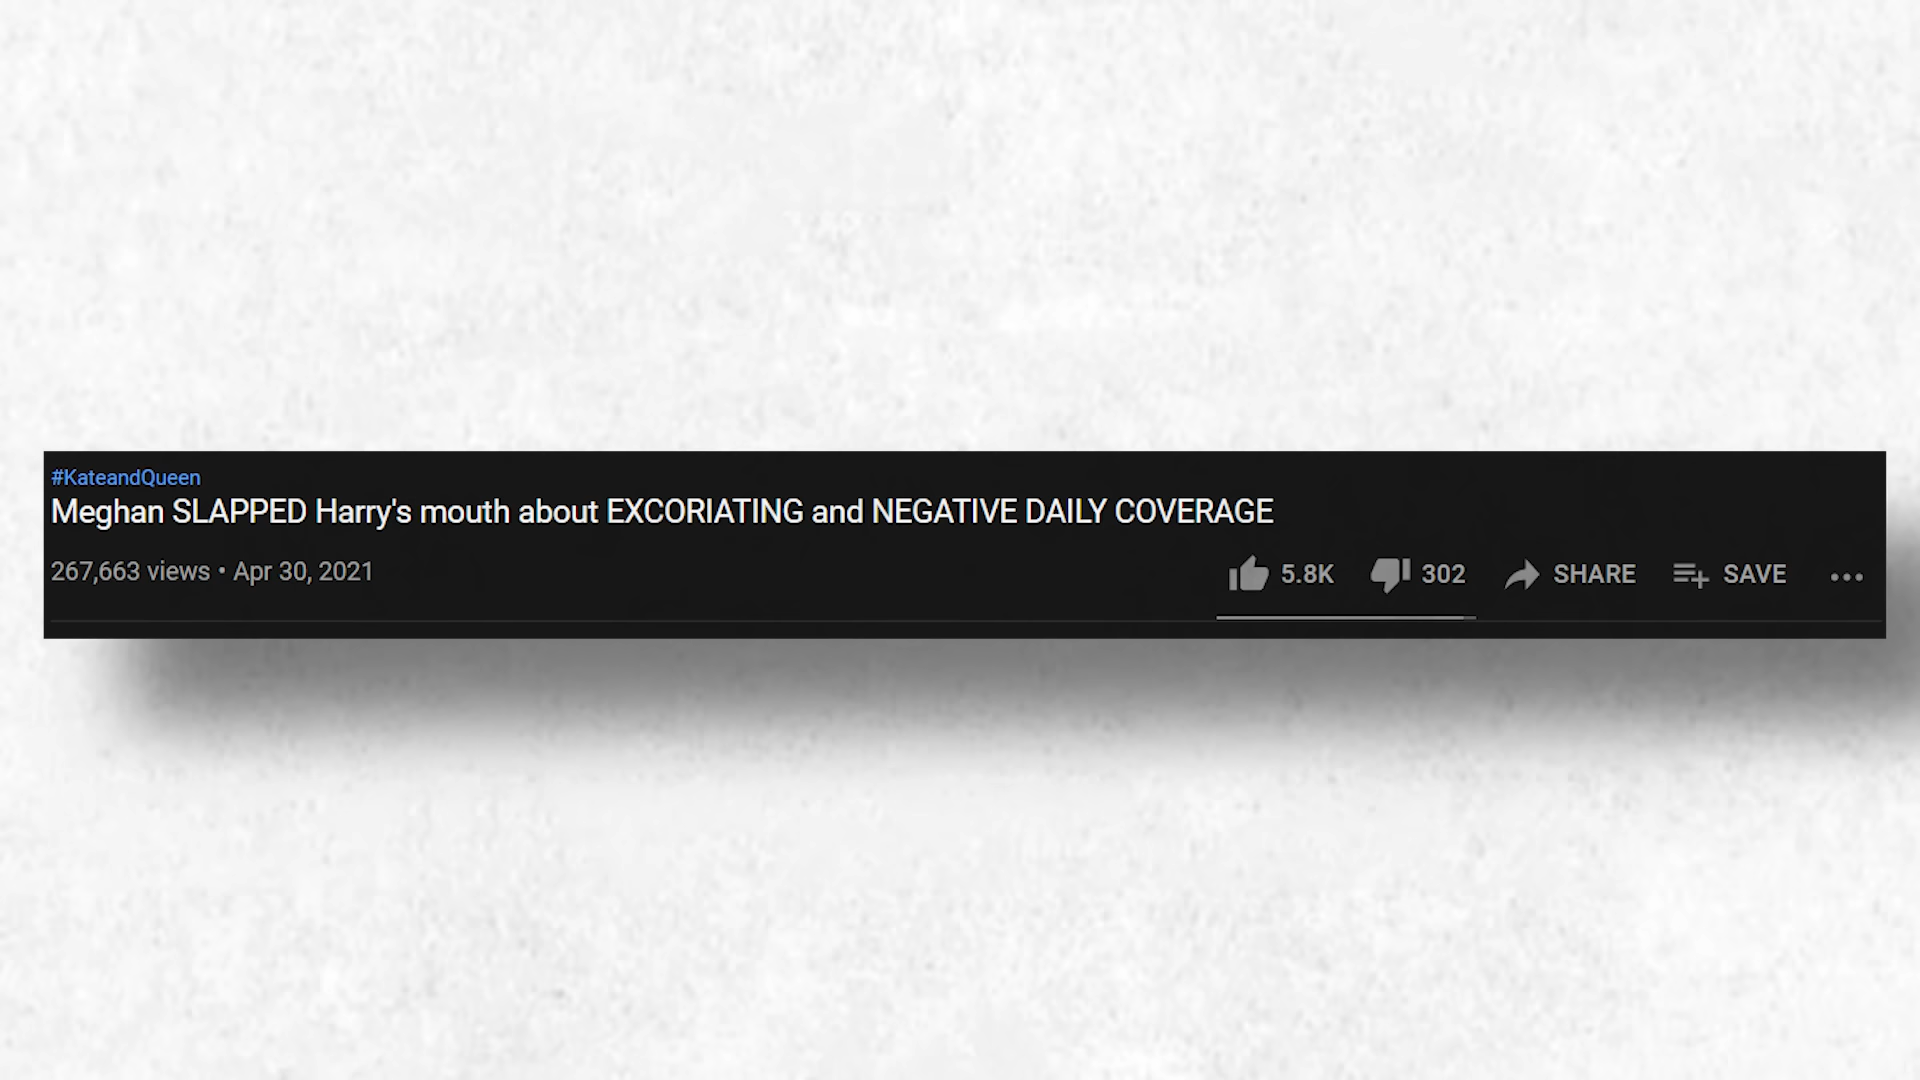 #KateandQueen
Meghan SLAPPED Harry's mouth about EXCORIATING and NEGATIVE DAILY COVERAGE
267,663 views • Apr 30, 2021
5.8K 302 SHARE SAVE